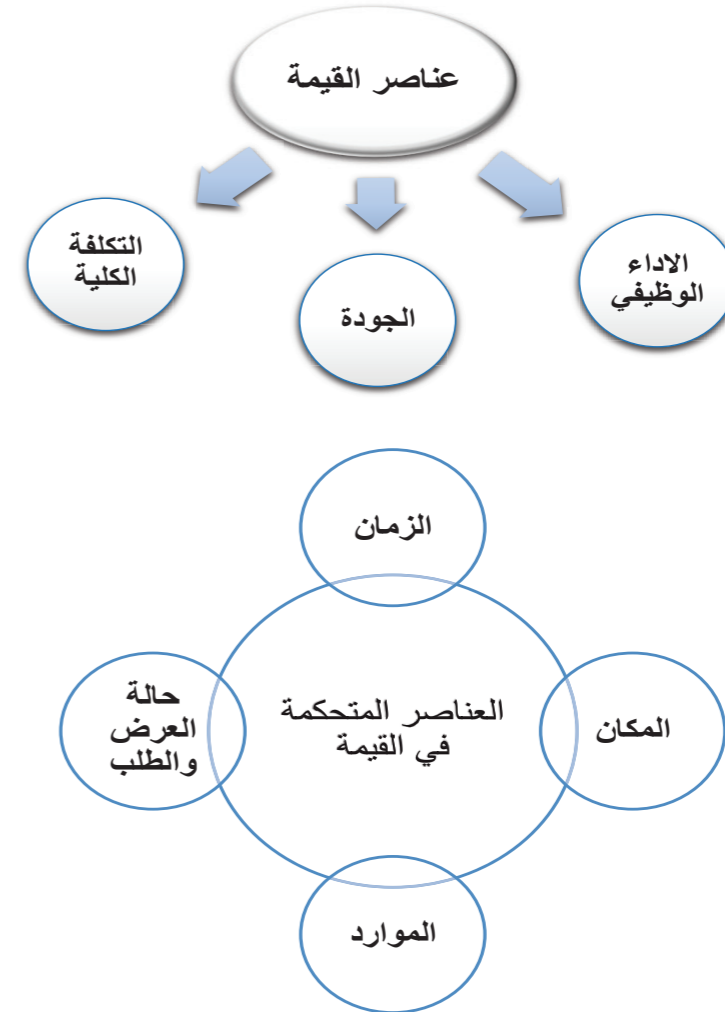 عناصر القيمة
الاداء
الوظيفي
الجودة
التكلفة
الكلية
الزمان
المكان
العناصر المتحكمة
في القيمة
حالة
العرض
والطلب
الموارد